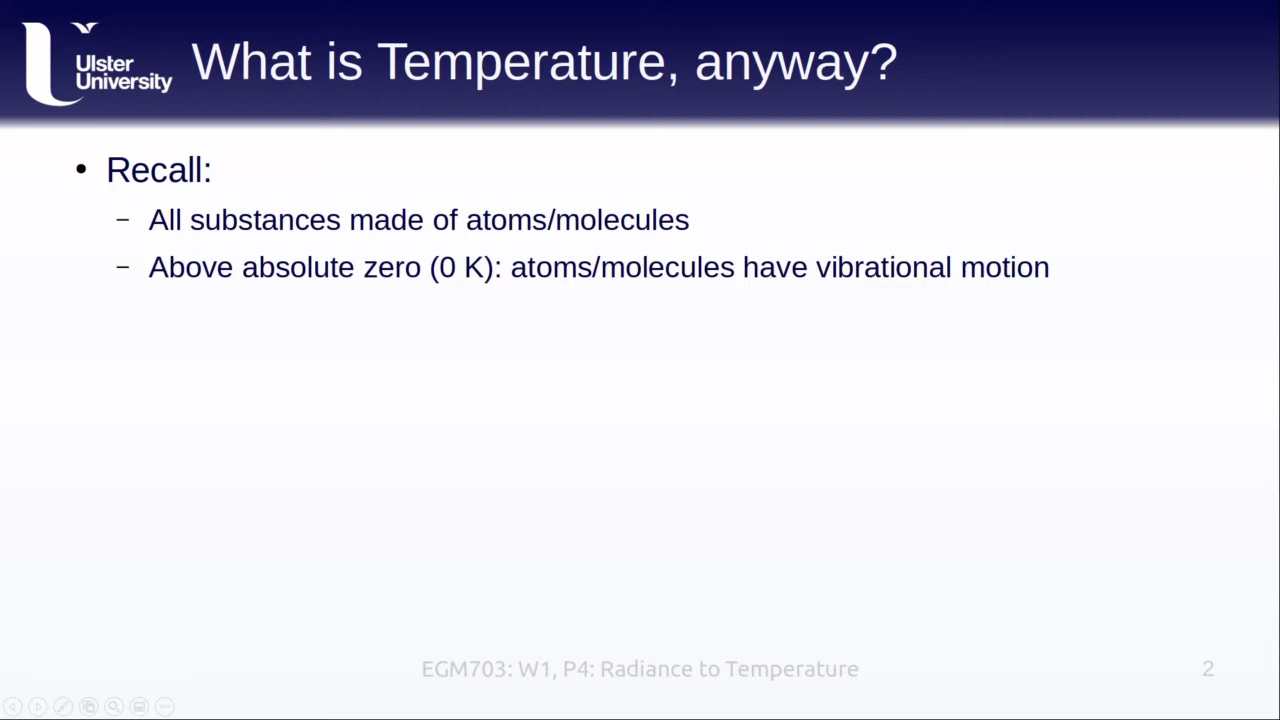 Ulster
University
What is Temperature, anyway?
• Recall:
– All substances made of atoms/molecules
– Above absolute zero (0 K): atoms/molecules have vibrational motion
EGM703: W1, P4: Radiance to Temperature
2